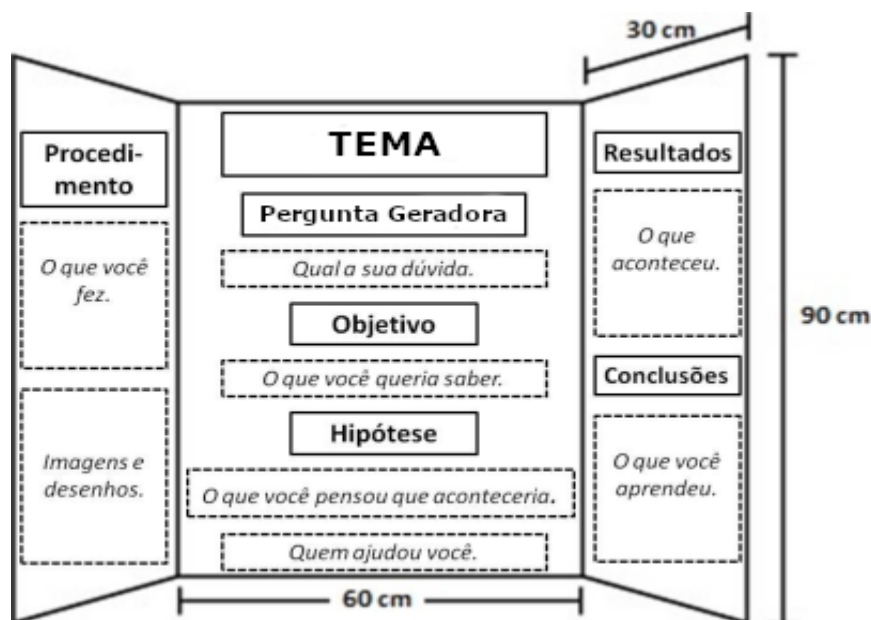 30 cm
Procedi-
mento
O que você
fez.
Imagens e
desenhos.
TEMA
Pergunta Geradora
Qual a sua dúvida.
Objetivo
O que você queria saber.
Hipótese
O que você pensou que aconteceria.
Quem ajudou você.
60 cm
Resultados
O que
aconteceu.
Conclusões
O que você
aprendeu.
90 cm